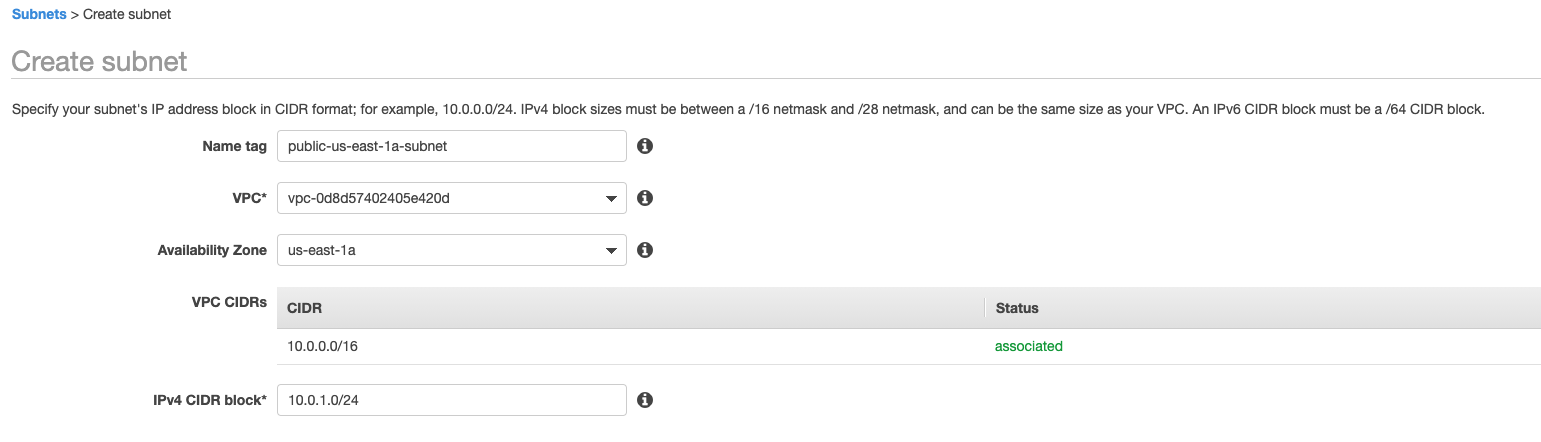 Subnets > Create subnet
Create subnet
Specify your subnet's IP address block in CIDR format; for example, 10.0.0.0/24. IPv4 block sizes must be between a /16 netmask and /28 netmask, and can be the same size as your VPC. An IPv6 CIDR block must be a /64 CIDR block.
Name tag public-us-east-1a-subnet
VPC* vpc-0d8d57402405e420d
Availability Zone us-east-1a
VPC CIDRs CIDR Status
10.0.0.0/16 associated
IPv4 CIDR block* 10.0.1.0/24